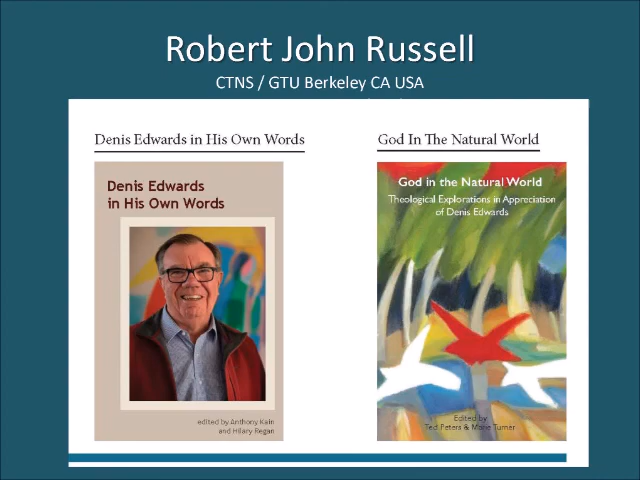 Robert John Russell
CTNS / GTU Berkeley CA USA
Denis Edwards in His Own Words
God In The Natural World
Denis Edwards
in His Own Words
edited by Anthony Kain
and Hilary Regan
God in the Natural World
Theological Explorations in Appreciation
of Denis Edwards
Edited by
Ted Peters & Marie Turner